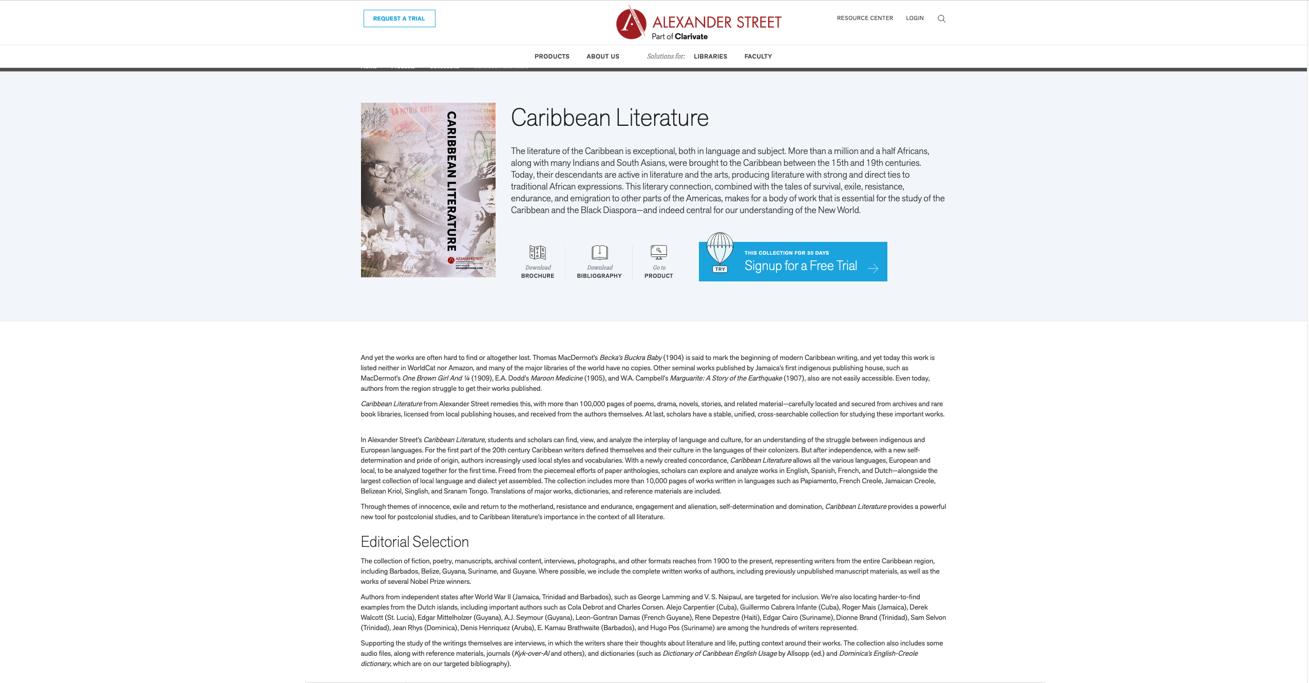 REQUEST A TRIAL
ALEXANDER STREET
Part of Clarivate
RESOURCE CENTER
LOGIN
PRODUCTS
ABOUT US
Solutions for:
LIBRARIES
FACULTY
CARIBBEAN LITERATURE
Caribbean Literature
The literature of the Caribbean is exceptional, both in language and subject. More than a million and a half Africans,
along with many Indians and South Asians, were brought to the Caribbean between the 15th and 19th centuries.
Today, their descendants are active in literature and the arts, producing literature with strong and direct ties to
traditional African expressions. This literary connection, combined with the tales of survival, exile, resistance,
endurance, and emigration to other parts of the Americas, makes for a body of work that is essential for the study of the
Caribbean and the Black Diaspora—and indeed central for our understanding of the New World.
Download
BROCHURE
Download
BIBLIOGRAPHY
Go to
PRODUCT
TRY
THIS COLLECTION FOR 30 DAYS
Signup for a Free Trial
And yet the works are often hard to find or altogether lost. Thomas MacDermot's Becka's Buckra Baby (1904) is said to mark the beginning of modern Caribbean writing, and yet today this work is
listed neither in WorldCat nor Amazon, and many of the major libraries of the world have no copies. Other seminal works published by Jamaica's first indigenous publishing house, such as
MacDermot's One Brown Girl And ¼ (1909), E.A. Dodd's Maroon Medicine (1905), and W.A. Campbell's Marguarite: A Story of the Earthquake (1907), also are not easily accessible. Even today,
authors from the region struggle to get their works published.
Caribbean Literature from Alexander Street remedies this, with more than 100,000 pages of poems, drama, novels, stories, and related material—carefully located and secured from archives and rare
book libraries, licensed from local publishing houses, and received from the authors themselves. At last, scholars have a stable, unified, cross-searchable collection for studying these important works.
In Alexander Street's Caribbean Literature, students and scholars can find, view, and analyze the interplay of language and culture, for an understanding of the struggle between indigenous and
European languages. For the first part of the 20th century Caribbean writers defined themselves and their culture in the languages of their colonizers. But after independence, with a new self-
determination and pride of origin, authors increasingly used local styles and vocabularies. With a newly created concordance, Caribbean Literature allows all the various languages, European and
local, to be analyzed together for the first time. Freed from the piecemeal efforts of paper anthologies, scholars can explore and analyze works in English, Spanish, French, and Dutch—alongside the
largest collection of local language and dialect yet assembled. The collection includes more than 10,000 pages of works written in languages such as Papiamento, French Creole, Jamaican Creole,
Belizean Kriol, Singlish, and Sranam Tongo. Translations of major works, dictionaries, and reference materials are included.
Through themes of innocence, exile and return to the motherland, resistance and endurance, engagement and alienation, self-determination and domination, Caribbean Literature provides a powerful
new tool for postcolonial studies, and to Caribbean literature's importance in the context of all literature.
Editorial Selection
The collection of fiction, poetry, manuscripts, archival content, interviews, photographs, and other formats reaches from 1900 to the present, representing writers from the entire Caribbean region,
including Barbados, Belize, Guyana, Suriname, and Guyane. Where possible, we include the complete written works of authors, including previously unpublished manuscript materials, as well as the
works of several Nobel Prize winners.
Authors from independent states after World War II (Jamaica, Trinidad and Barbados), such as George Lamming and V. S. Naipaul, are targeted for inclusion. We're also locating harder-to-find
examples from the Dutch islands, including important authors such as Cola Debrot and Charles Corsen. Alejo Carpentier (Cuba), Guillermo Cabrera Infante (Cuba), Roger Mais (Jamaica), Derek
Walcott (St. Lucia), Edgar Mittelholzer (Guyana), A.J. Seymour (Guyana), Leon-Gontran Damas (French Guyane), Rene Depestre (Haiti), Edgar Cairo (Suriname), Dionne Brand (Trinidad), Sam Selvon
(Trinidad), Jean Rhys (Dominica), Denis Henriquez (Aruba), E. Kamau Brathwaite (Barbados), and Hugo Pos (Suriname) are among the hundreds of writers represented.
Supporting the study of the writings themselves are interviews, in which the writers share their thoughts about literature and life, putting context around their works. The collection also includes some
audio files, along with reference materials, journals (Kyk-over-Al and others), and dictionaries (such as Dictionary of Caribbean English Usage by Allsopp (ed.) and Dominica's English-Creole
dictionary, which are on our targeted bibliography).